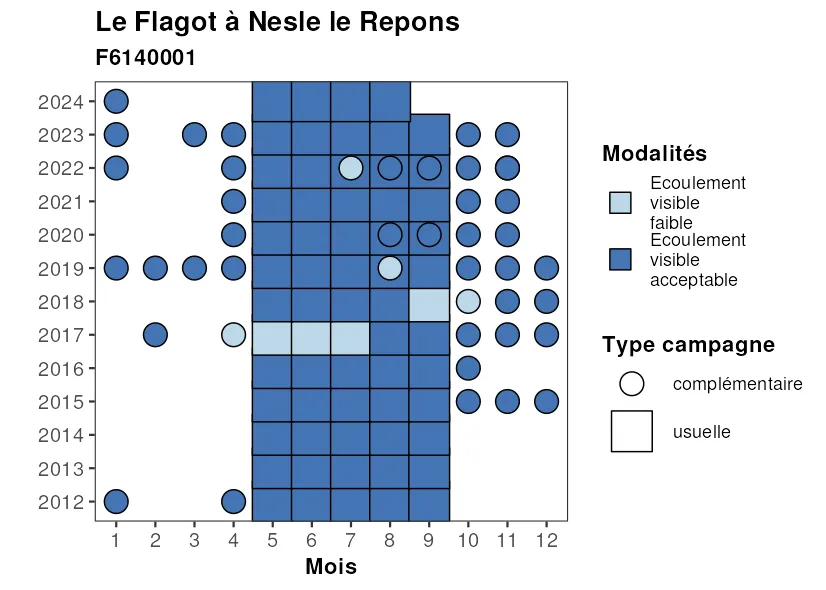 Le Flagot à Nesle le Repons
F6140001
2024
2023
2022
2021
2020
2019
2018
2017
2016
2015
2014
2013
2012
1 2 3 4 5 6 7 8 9 10 11 12
Mois
Modalités
Ecoulement
visible
faible
Ecoulement
visible
acceptable
Type campagne
complémentaire
usuelle